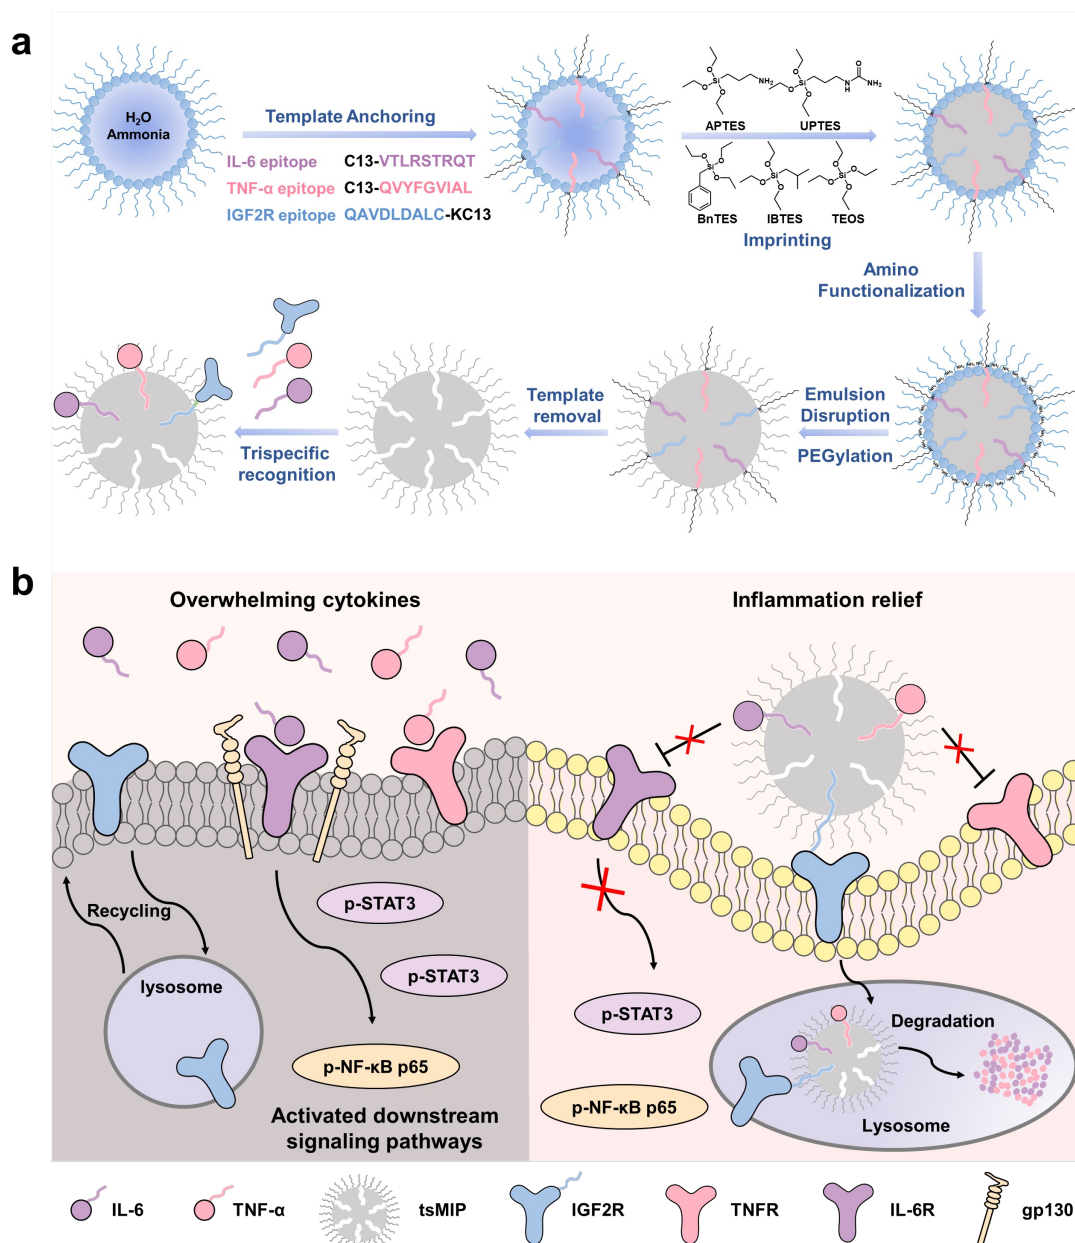 a
H2O
Ammonia
Template Anchoring
IL-6 epitope C13-VTLRSTRQT
TNF-α epitope C13-QVYFGVIAL
IGF2R epitope QAVDLDALC-KC13
APTES UPTES
BnTES IBTES TEOS
Imprinting
Amino
Functionalization
Emulsion
Disruption
PEGylation
Template
removal
Trispecific
recognition
b
Overwhelming cytokines
Inflammation relief
Recycling
lysosome
p-STAT3
p-STAT3
p-NF-κB p65
Activated downstream
signaling pathways
p-STAT3
p-NF-κB p65
Degradation
Lysosome
IL-6 TNF-α tsMIP IGF2R TNFR IL-6R gp130